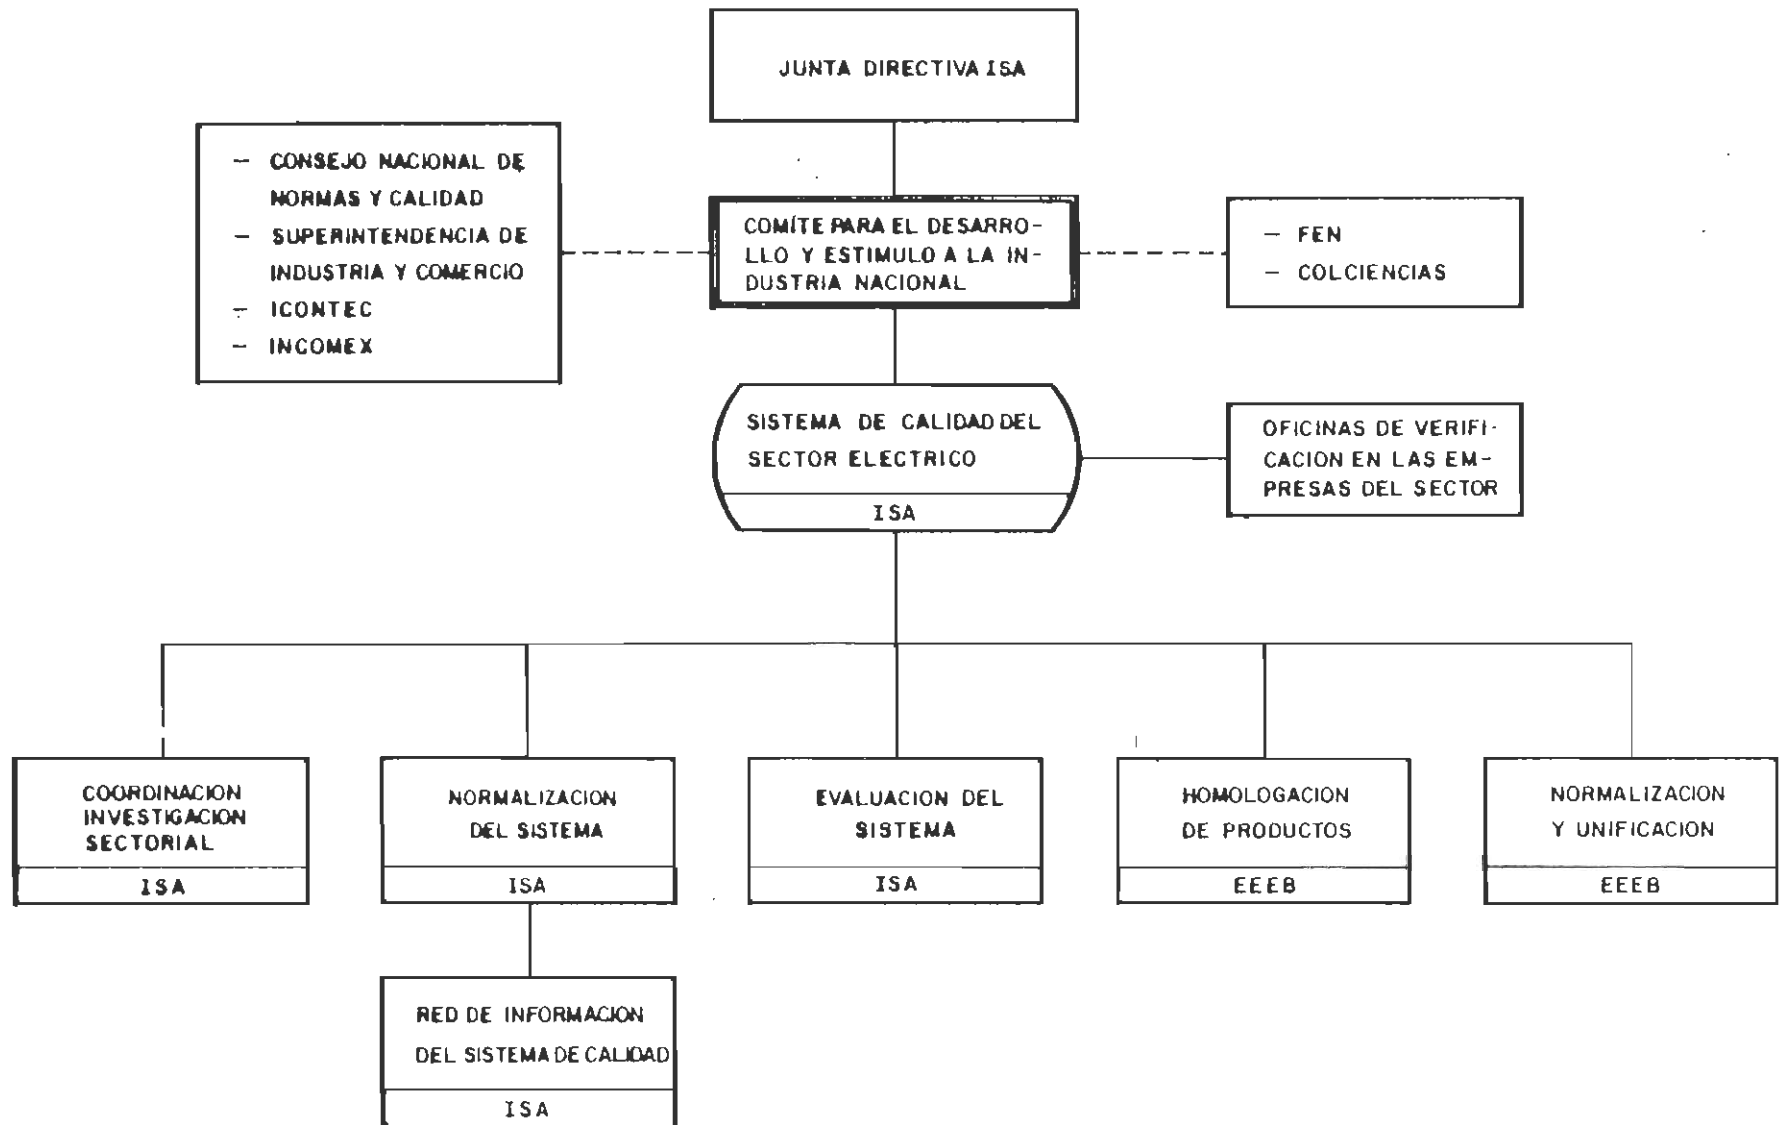 JUNTA DIRECTIVA ISA
— CONSEJO NACIONAL DE
NORMAS Y CALIDAD
— SUPERINTENDENCIA DE
INDUSTRIA Y COMERCIO
— ICONTEC
— INCOMEX
COMÍTE PARA EL DESARRO-
LLO Y ESTIMULO A LA IN-
DUSTRIA NACIONAL
— FEN
— COLCIENCIAS
SISTEMA DE CALIDAD DEL
SECTOR ELECTRICO
ISA
OFICINAS DE VERIFI-
CACION EN LAS EM-
PRESAS DEL SECTOR
COORDINACION
INVESTIGACION
SECTORIAL
ISA
NORMALIZACION
DEL SISTEMA
ISA
EVALUACION DEL
SISTEMA
ISA
HOMOLOGACION
DE PRODUCTOS
EEEB
NORMALIZACION
Y UNIFICACION
EEEB
RED DE INFORMACION
DEL SISTEMA DE CALIDAD
ISA